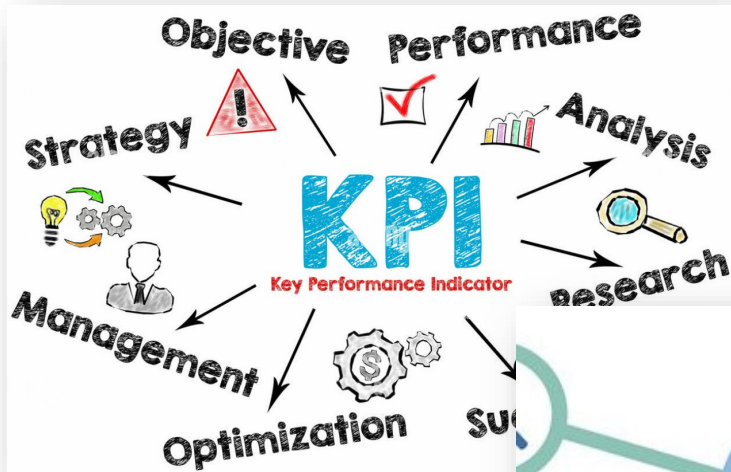 Objective
Performance
Strategy
Analysis
KPI
Key Performance Indicator
Research
Management
Optimization